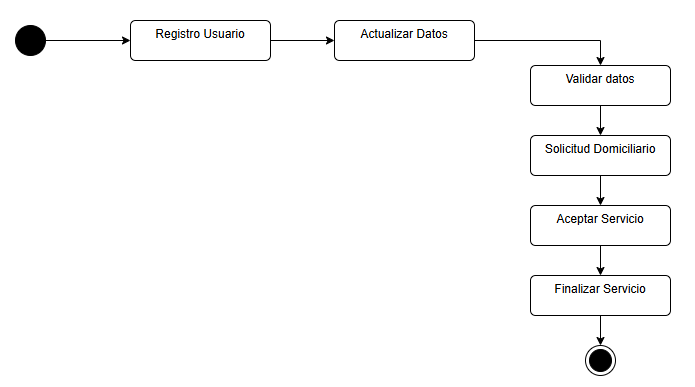 Registro Usuario
Actualizar Datos
Validar datos
Solicitud Domiciliario
Aceptar Servicio
Finalizar Servicio